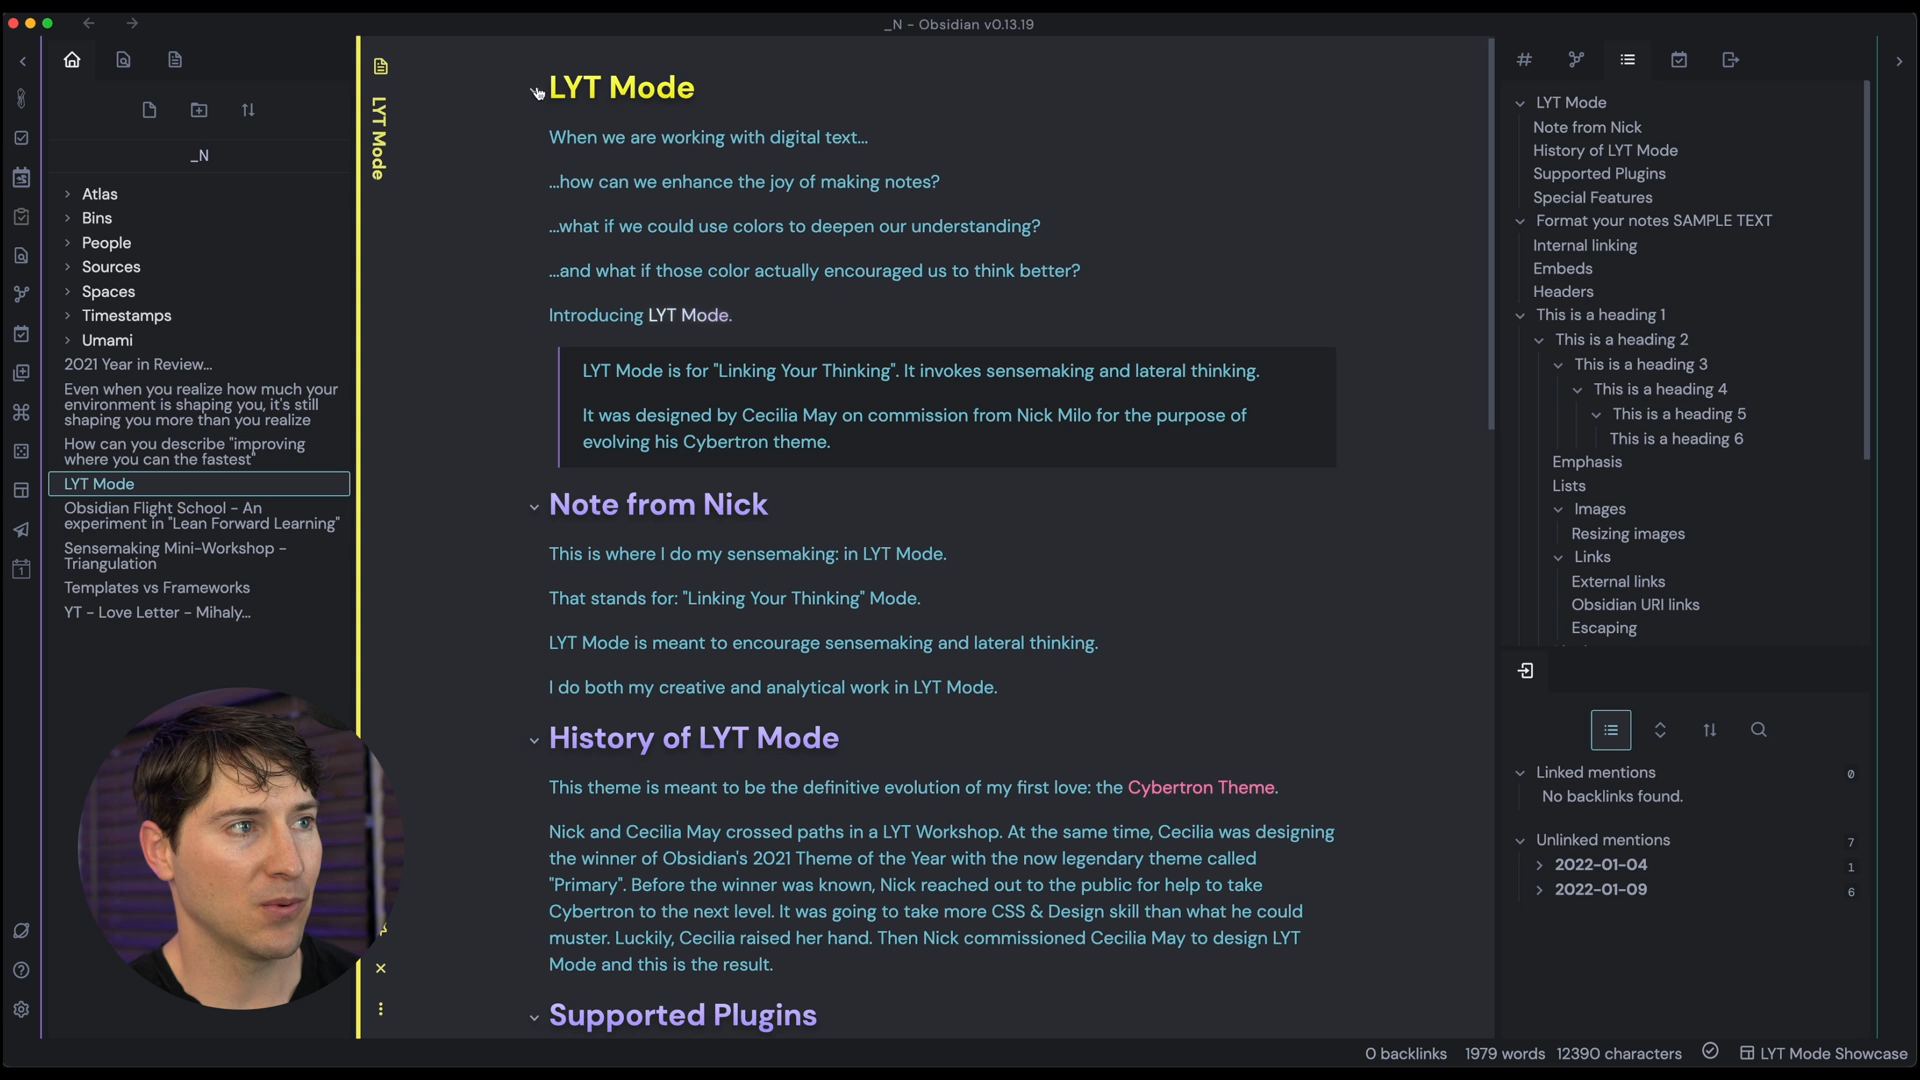 _N - Obsidian v0.13.19
_N
Atlas
Bins
People
Sources
Spaces
Timestamps
Umami
2021 Year in Review...
Even when you realize how much your
environment is shaping you, it's still
shaping you more than you realize
How can you describe "improving
where you can the fastest"
LYT Mode
Obsidian Flight School - An
experiment in "Lean Forward Learning"
Sensemaking Mini-Workshop -
Triangulation
Templates vs Frameworks
YT - Love Letter - Mihaly...
LYT Mode
LYT Mode
When we are working with digital text...
...how can we enhance the joy of making notes?
...what if we could use colors to deepen our understanding?
...and what if those color actually encouraged us to think better?
Introducing LYT Mode.
LYT Mode is for "Linking Your Thinking". It invokes sensemaking and lateral thinking.
It was designed by Cecilia May on commission from Nick Milo for the purpose of
evolving his Cybertron theme.
Note from Nick
This is where I do my sensemaking: in LYT Mode.
That stands for: "Linking Your Thinking" Mode.
LYT Mode is meant to encourage sensemaking and lateral thinking.
I do both my creative and analytical work in LYT Mode.
History of LYT Mode
This theme is meant to be the definitive evolution of my first love: the Cybertron Theme.
Nick and Cecilia May crossed paths in a LYT Workshop. At the same time, Cecilia was designing
the winner of Obsidian's 2021 Theme of the Year with the now legendary theme called
"Primary". Before the winner was known, Nick reached out to the public for help to take
Cybertron to the next level. It was going to take more CSS & Design skill than what he could
muster. Luckily, Cecilia raised her hand. Then Nick commissioned Cecilia May to design LYT
Mode and this is the result.
Supported Plugins
LYT Mode
Note from Nick
History of LYT Mode
Supported Plugins
Special Features
Format your notes SAMPLE TEXT
Internal linking
Embeds
Headers
This is a heading 1
This is a heading 2
This is a heading 3
This is a heading 4
This is a heading 5
This is a heading 6
Emphasis
Lists
Images
Resizing images
Links
External links
Obsidian URI links
Escaping
Linked mentions 0
No backlinks found.
Unlinked mentions 7
2022-01-04 1
2022-01-09 6
0 backlinks 1979 words 12390 characters LYT Mode Showcase